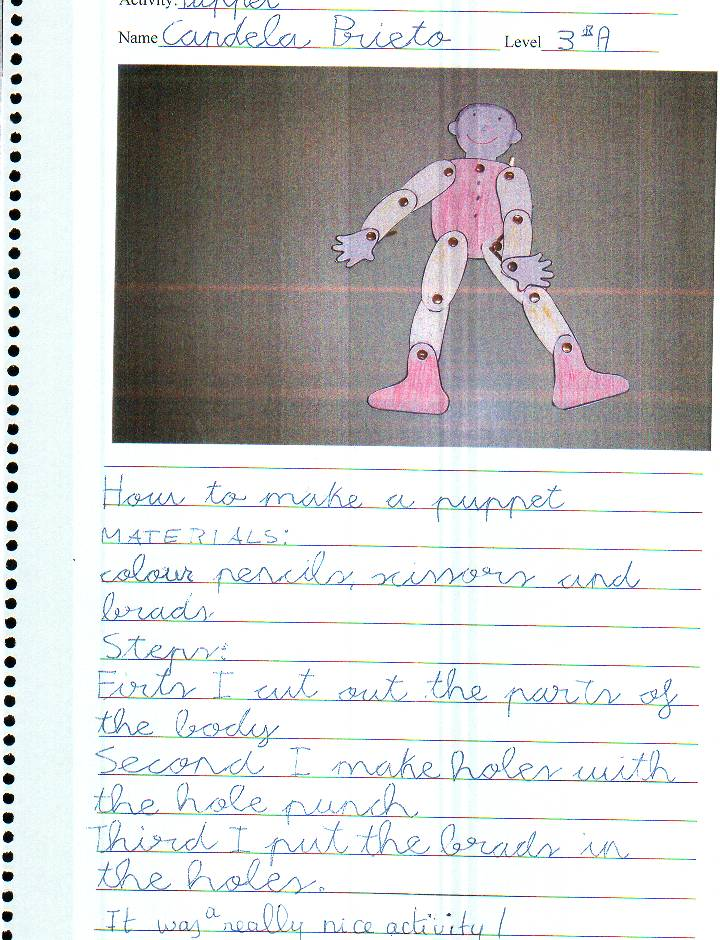 Activity: Puppet
Name Candela Prieto Level 3ºA
How to make a puppet
MATERIALS:
colour pencils, scissors and
brads
Steps:
Firts I cut out the parts of
the body
Second I make holes with
the hole punch
Third I put the brads in
the holes.
It was a really nice activity!